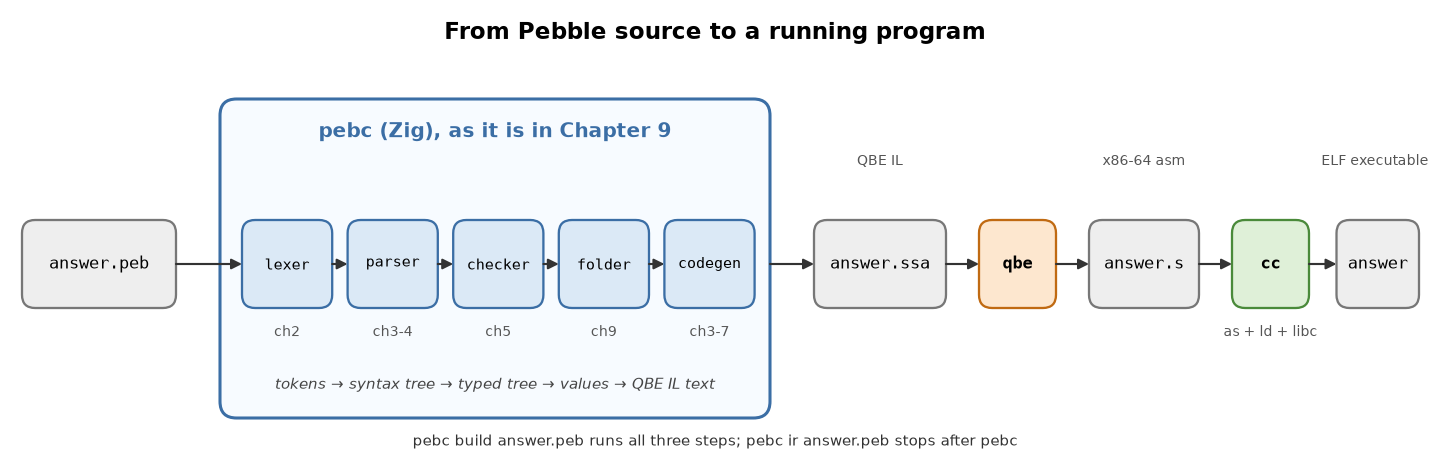 From Pebble source to a running program
pebc (Zig), as it is in Chapter 9
QBE IL
x86-64 asm
ELF executable
answer.peb
lexer
parser
checker
folder
codegen
answer.ssa
qbe
answer.s
cc
answer
ch2
ch3-4
ch5
ch9
ch3-7
as + ld + libc
tokens → syntax tree → typed tree → values → QBE IL text
pebc build answer.peb runs all three steps; pebc ir answer.peb stops after pebc